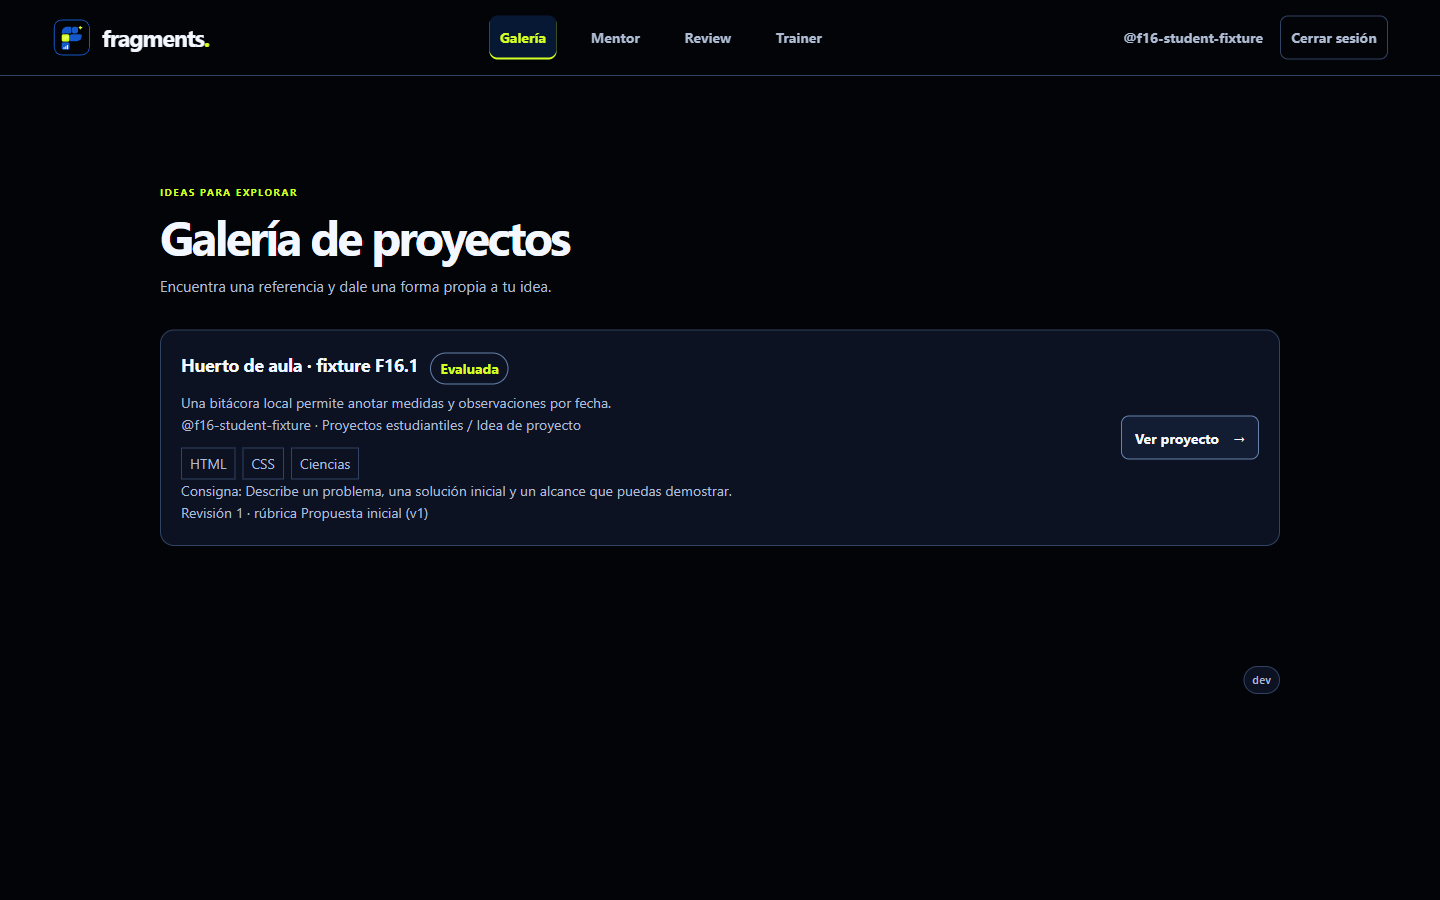 fragments.
Galería
Mentor
Review
Trainer
@f16-student-fixture
Cerrar sesión
IDEAS PARA EXPLORAR
Galería de proyectos
Encuentra una referencia y dale una forma propia a tu idea.
Huerto de aula · fixture F16.1
Evaluada
Una bitácora local permite anotar medidas y observaciones por fecha.
@f16-student-fixture · Proyectos estudiantiles / Idea de proyecto
HTML
CSS
Ciencias
Consigna: Describe un problema, una solución inicial y un alcance que puedas demostrar.
Revisión 1 · rúbrica Propuesta inicial (v1)
Ver proyecto →
dev